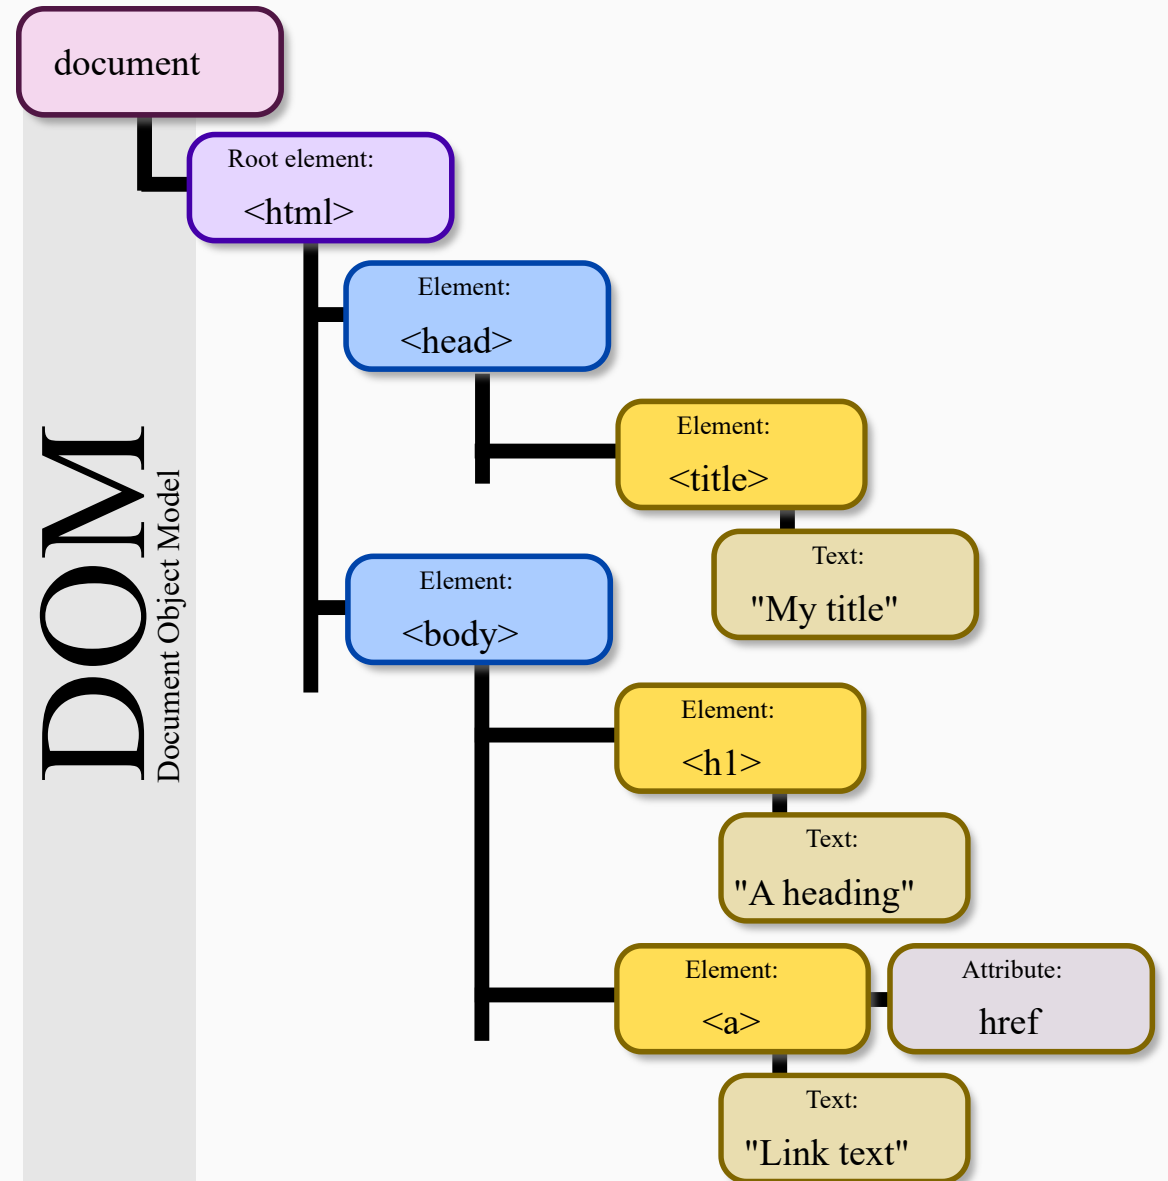 document
Root element:
<html>
Element:
<head>
Element:
<title>
Text:
"My title"
DOM
Document Object Model
Element:
<body>
Element:
<h1>
Text:
"A heading"
Element:
<a>
Attribute:
href
Text:
"Link text"